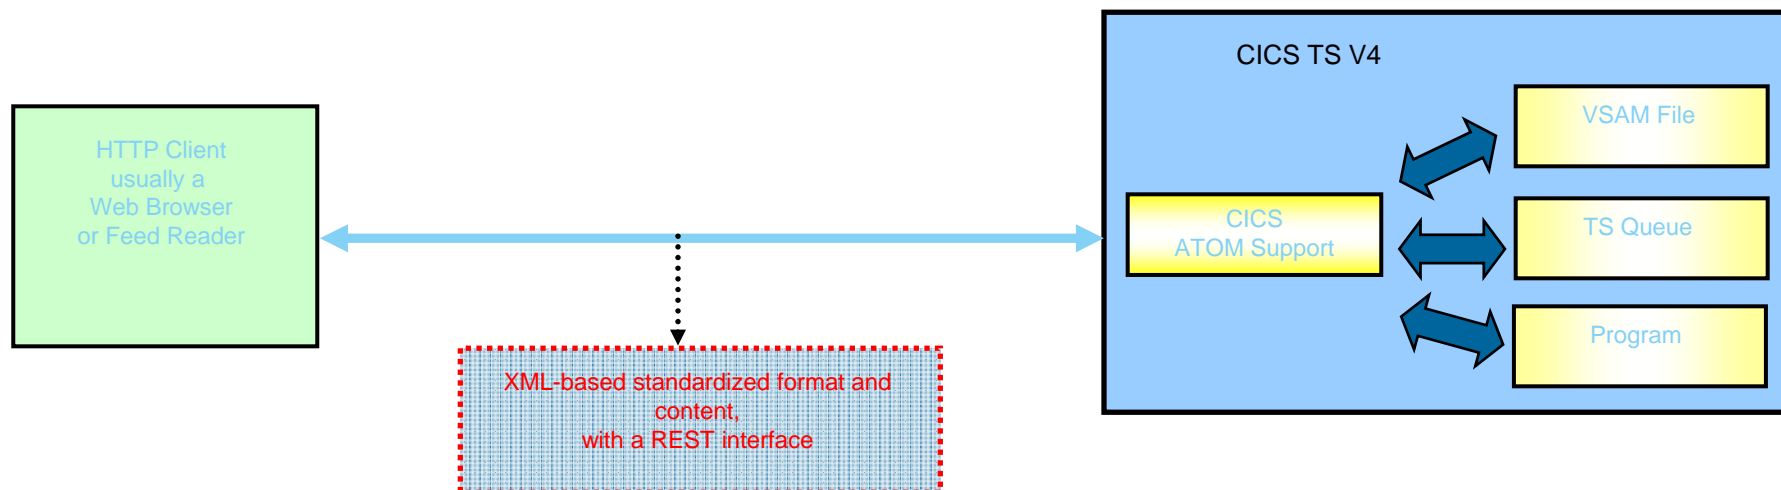 CICS TS V4
HTTP Client
usually a
Web Browser
or Feed Reader
CICS
ATOM Support
VSAM File
TS Queue
Program
XML-based standardized format and
content,
with a REST interface